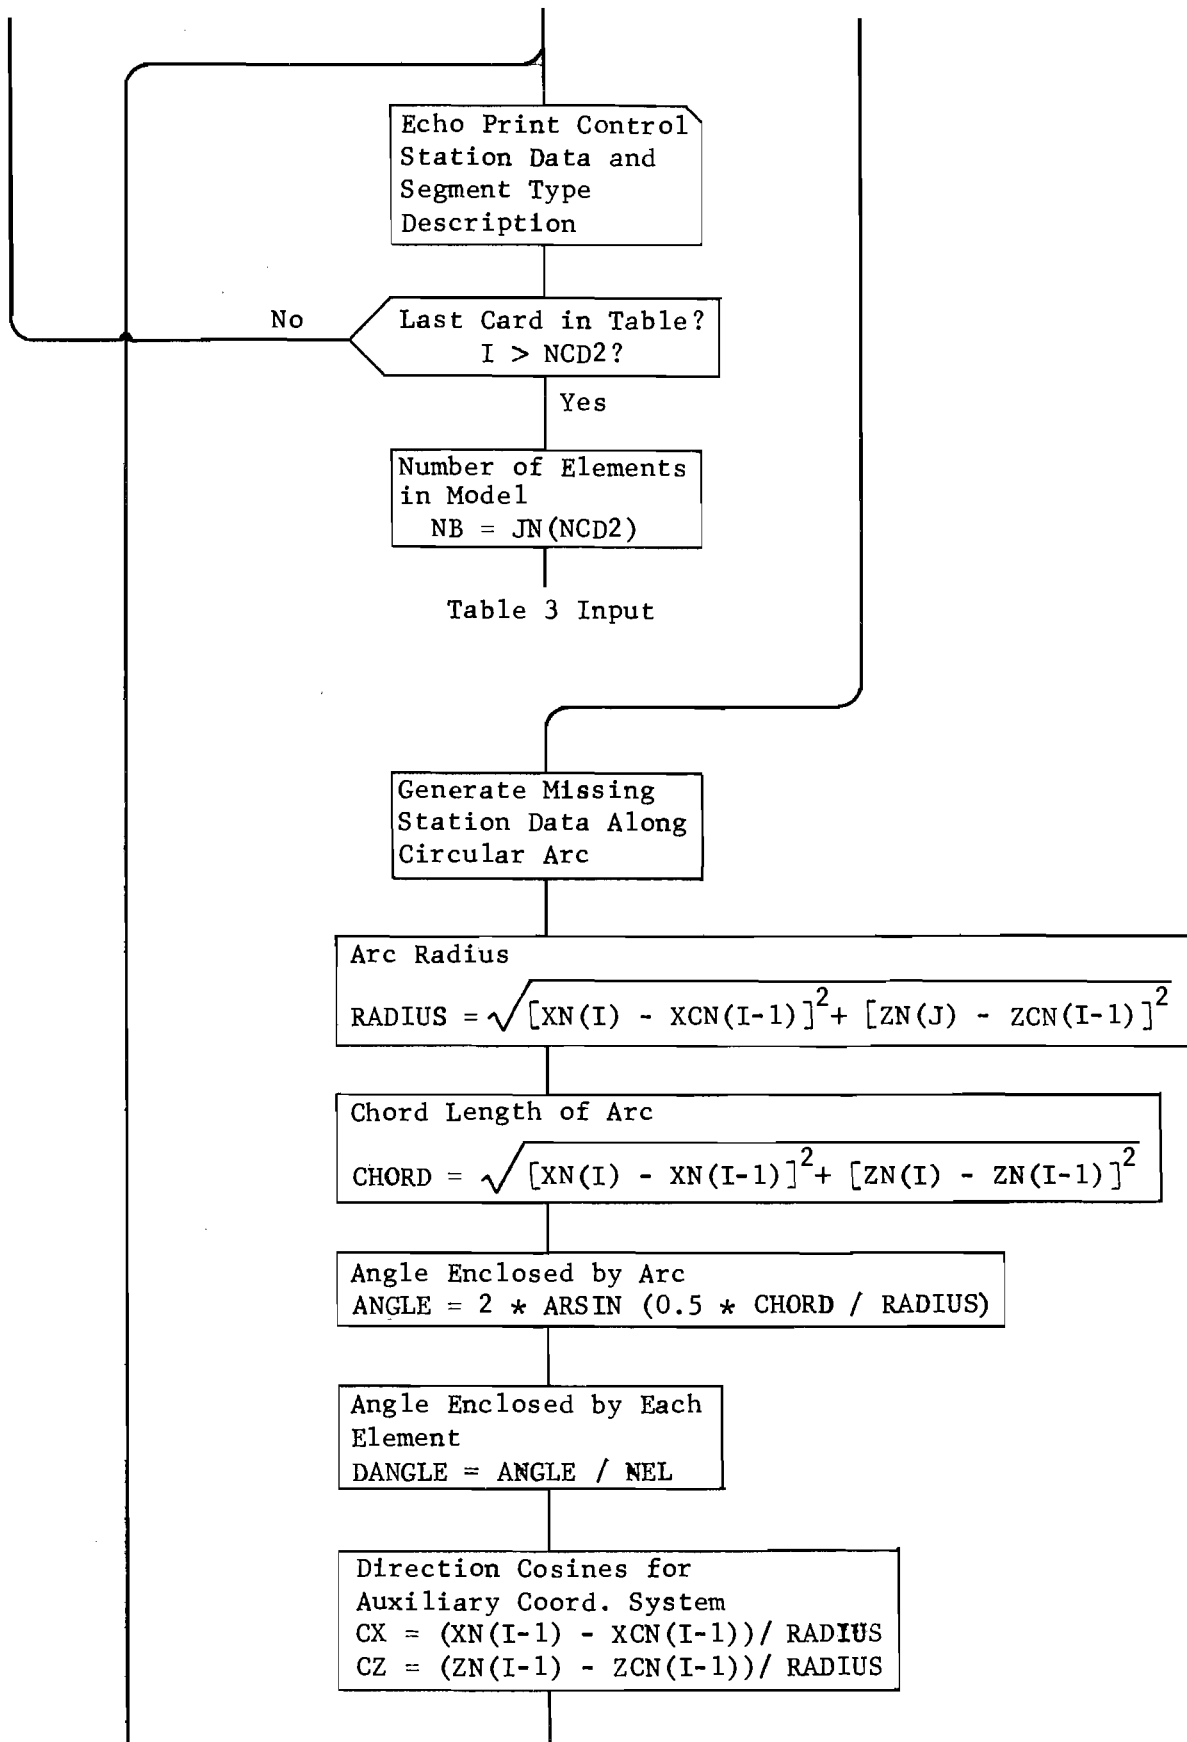 Echo Print Control
Station Data and
Segment Type
Description
No
Last Card in Table?
I > NCD2?
Yes
Number of Elements
in Model
NB = JN(NCD2)
Table 3 Input
Generate Missing
Station Data Along
Circular Arc
Arc Radius
RADIUS = √[XN(I) - XCN(I-1)]²+ [ZN(J) - ZCN(I-1)]²
Chord Length of Arc
CHORD = √[XN(I) - XN(I-1)]²+ [ZN(I) - ZN(I-1)]²
Angle Enclosed by Arc
ANGLE = 2 * ARSIN (0.5 * CHORD / RADIUS)
Angle Enclosed by Each
Element
DANGLE = ANGLE / NEL
Direction Cosines for
Auxiliary Coord. System
CX = (XN(I-1) - XCN(I-1))/ RADIUS
CZ = (ZN(I-1) - ZCN(I-1))/ RADIUS